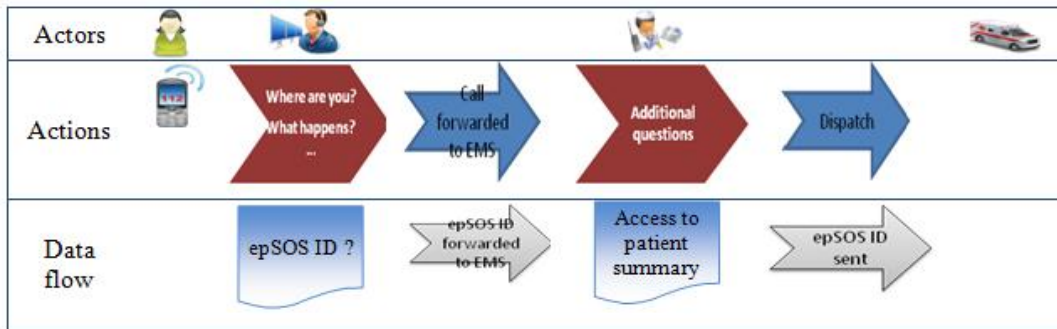 Actors
Actions
112
Where are you?
What happens?
...
Call
forwarded
to EMS
Additional
questions
Dispatch
Data
flow
epSOS ID ?
epSOS ID
forwarded
to EMS
Access to
patient
summary
epSOS ID
sent